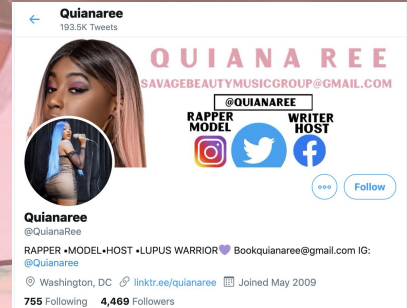 Quianaree
193.5K Tweets
QUIANA REE
SAVAGEBEAUTYMUSICGROUP@GMAIL.COM
@QUIANAREE
RAPPER WRITER
MODEL HOST
Follow
Quianaree
@QuianaRee
RAPPER •MODEL•HOST •LUPUS WARRIOR💜 Bookquianaree@gmail.com IG:
@Quianaree
Washington, DC linktr.ee/quianaree Joined May 2009
755 Following 4,469 Followers